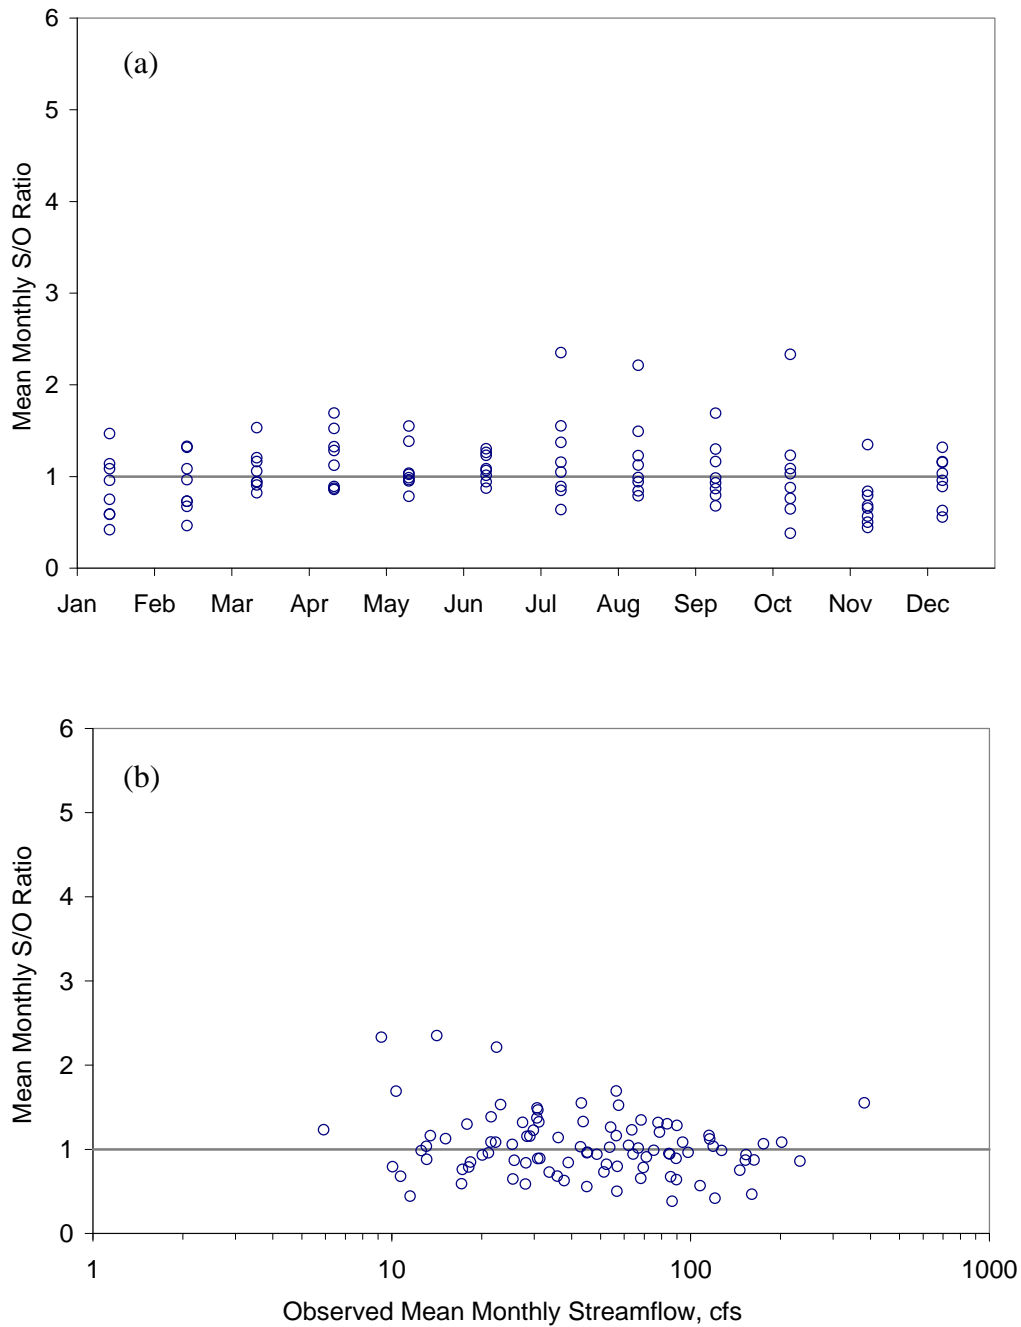 (a)
Mean Monthly S/O Ratio
6
5
4
3
2
1
0
Jan Feb Mar Apr May Jun Jul Aug Sep Oct Nov Dec
(b)
Mean Monthly S/O Ratio
6
5
4
3
2
1
0
1 10 100 1000
Observed Mean Monthly Streamflow, cfs